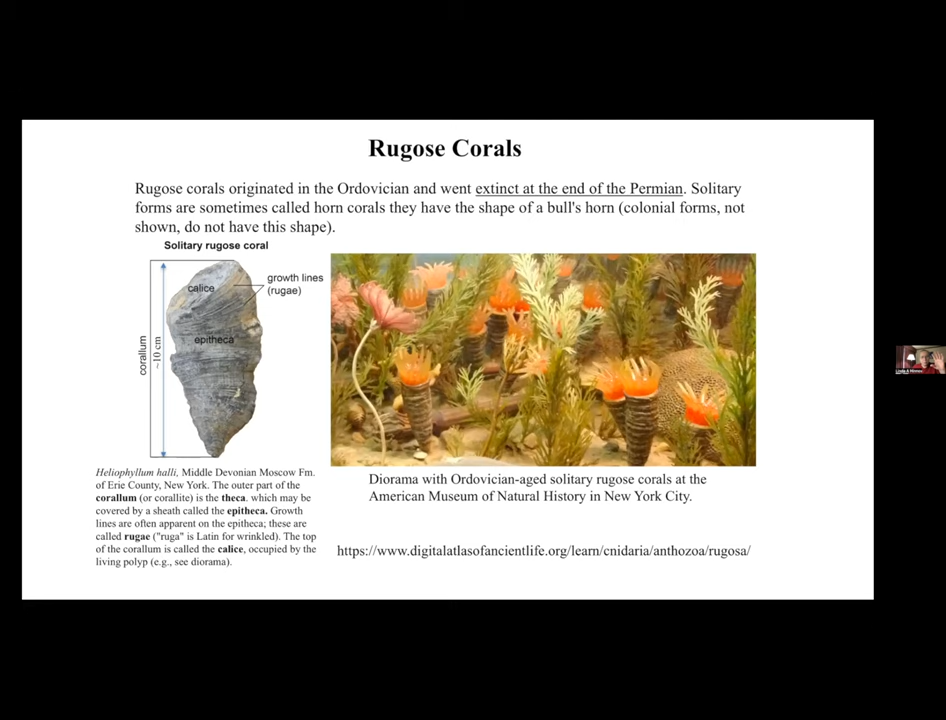 Rugose Corals
Rugose corals originated in the Ordovician and went extinct at the end of the Permian. Solitary
forms are sometimes called horn corals they have the shape of a bull's horn (colonial forms, not
shown, do not have this shape).
Solitary rugose coral
calice
growth lines
(rugae)
epitheca
corallum
~10 cm
Heliophyllum halli, Middle Devonian Moscow Fm.
of Erie County, New York. The outer part of the
corallum (or corallite) is the theca. which may be
covered by a sheath called the epitheca. Growth
lines are often apparent on the epitheca; these are
called rugae ("ruga" is Latin for wrinkled). The top
of the corallum is called the calice, occupied by the
living polyp (e.g., see diorama).
Diorama with Ordovician-aged solitary rugose corals at the
American Museum of Natural History in New York City.
https://www.digitalatlasofancientlife.org/learn/cnidaria/anthozoa/rugosa/